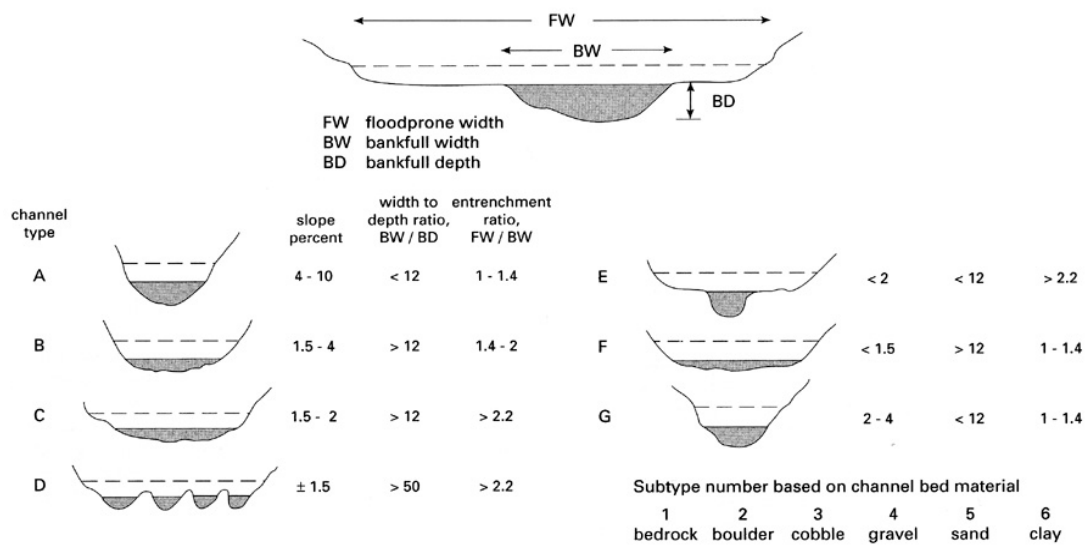 FW
BW
BD
FW floodprone width
BW bankfull width
BD bankfull depth
channel type
slope percent
width to depth ratio, BW / BD
entrenchment ratio, FW / BW
A 4 - 10 < 12 1 - 1.4
B 1.5 - 4 > 12 1.4 - 2
C 1.5 - 2 > 12 > 2.2
D ± 1.5 > 50 > 2.2
E < 2 < 12 > 2.2
F < 1.5 > 12 1 - 1.4
G 2 - 4 < 12 1 - 1.4
Subtype number based on channel bed material
1 2 3 4 5 6
bedrock boulder cobble gravel sand clay